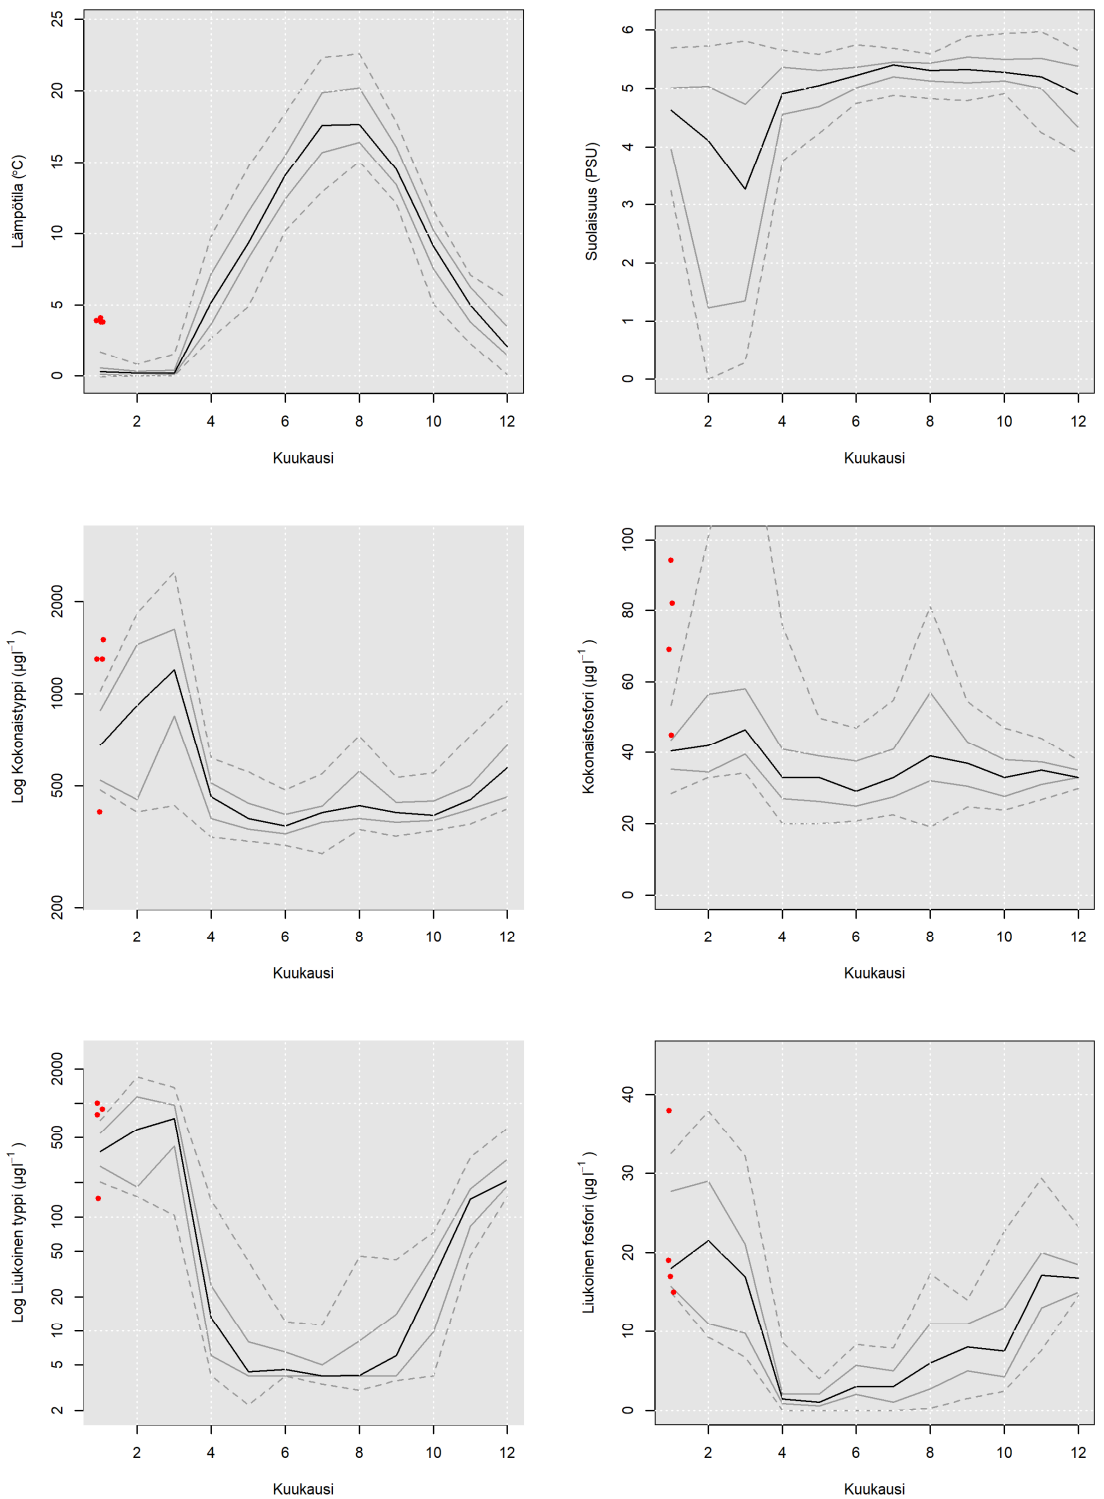 Lämpötila (°C)
25
20
15
10
5
0
2 4 6 8 10 12
Kuukausi
Suolaisuus (PSU)
6
5
4
3
2
1
0
2 4 6 8 10 12
Kuukausi
Log Kokonaistyppi (µgl⁻¹ )
2000
1000
500
200
2 4 6 8 10 12
Kuukausi
Kokonaisfosfori (µgl⁻¹ )
100
80
60
40
20
0
2 4 6 8 10 12
Kuukausi
Log Liukoinen typpi (µgl⁻¹ )
2000
500
100
50
20
10
5
2
2 4 6 8 10 12
Kuukausi
Liukoinen fosfori (µgl⁻¹ )
40
30
20
10
0
2 4 6 8 10 12
Kuukausi